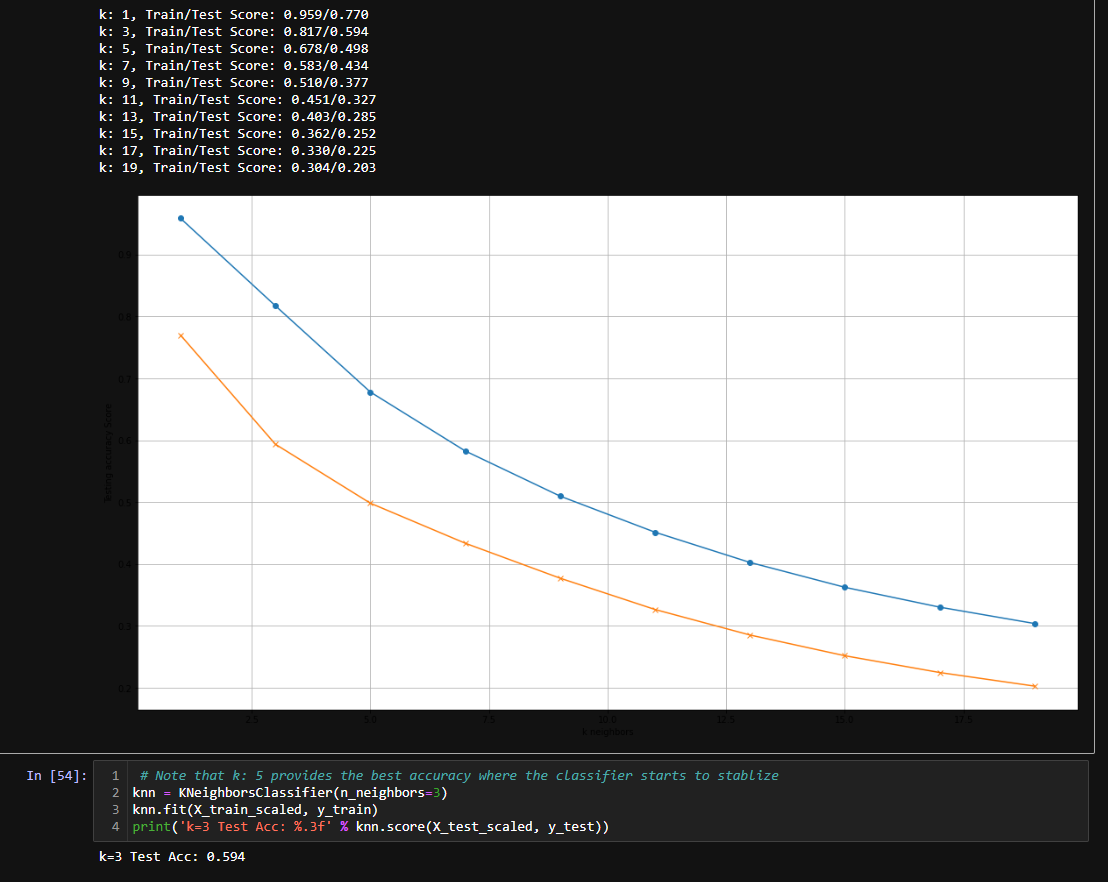 k: 1, Train/Test Score: 0.959/0.770
k: 3, Train/Test Score: 0.817/0.594
k: 5, Train/Test Score: 0.678/0.498
k: 7, Train/Test Score: 0.583/0.434
k: 9, Train/Test Score: 0.510/0.377
k: 11, Train/Test Score: 0.451/0.327
k: 13, Train/Test Score: 0.403/0.285
k: 15, Train/Test Score: 0.362/0.252
k: 17, Train/Test Score: 0.330/0.225
k: 19, Train/Test Score: 0.304/0.203
0.9
0.8
0.7
0.6
0.5
0.4
0.3
0.2
Testing accuracy Score
2.5 5.0 7.5 10.0 12.5 15.0 17.5
k neighbors
In [54]:
1 # Note that k: 5 provides the best accuracy where the classifier starts to stablize
2 knn = KNeighborsClassifier(n_neighbors=3)
3 knn.fit(X_train_scaled, y_train)
4 print('k=3 Test Acc: %.3f' % knn.score(X_test_scaled, y_test))
k=3 Test Acc: 0.594